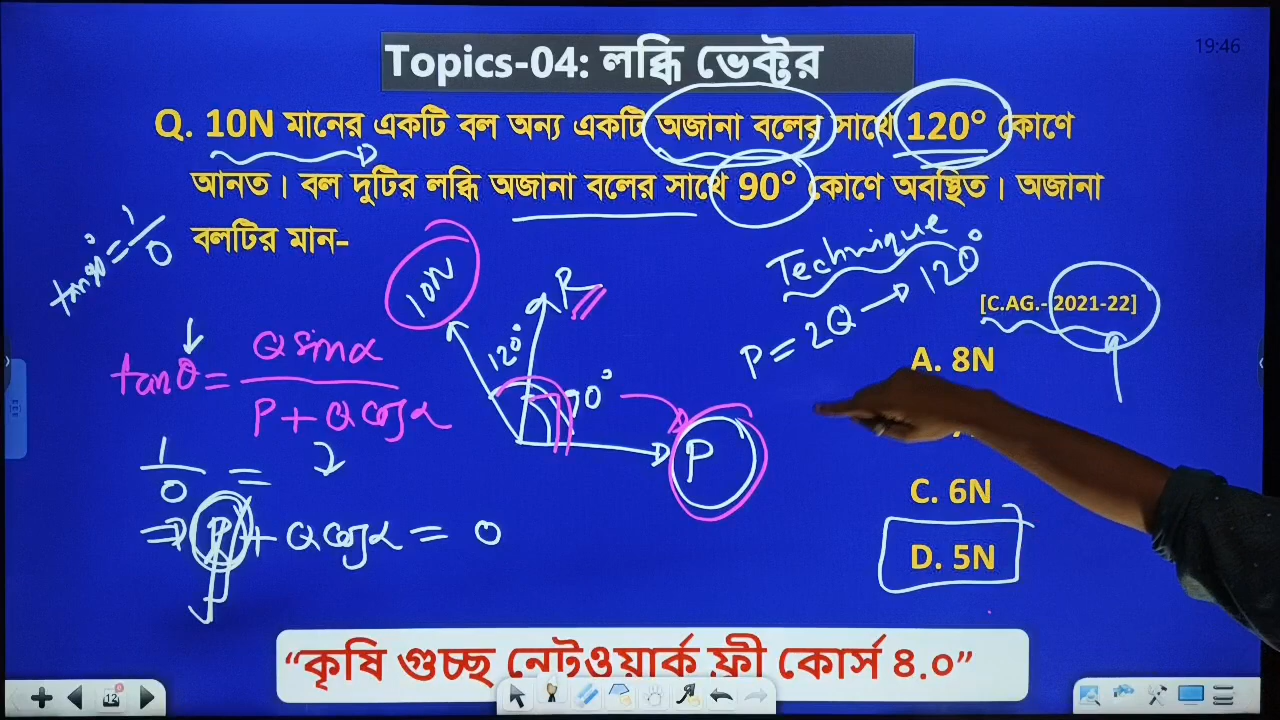 19:46
Topics-04: লব্ধি ভেক্টর
Q. 10N মানের একটি বল অন্য একটি অজানা বলের সাথে 120° কোণে
আনত। বল দুটির লব্ধি অজানা বলের সাথে 90° কোণে অবস্থিত। অজানা
বলটির মান-
[C.AG.- 2021-22]
A. 8N
C. 6N
D. 5N
tan90° = 1/0
10N
R
120°
90°
P
Technique
P = 2Q → 120°
tanθ = Q sinα / P + Q cosα
1/0 =
⇒ P + Q cosα = 0
“কৃষি গুচ্ছ নেটওয়ার্ক ফ্রী কোর্স ৪.০”
12